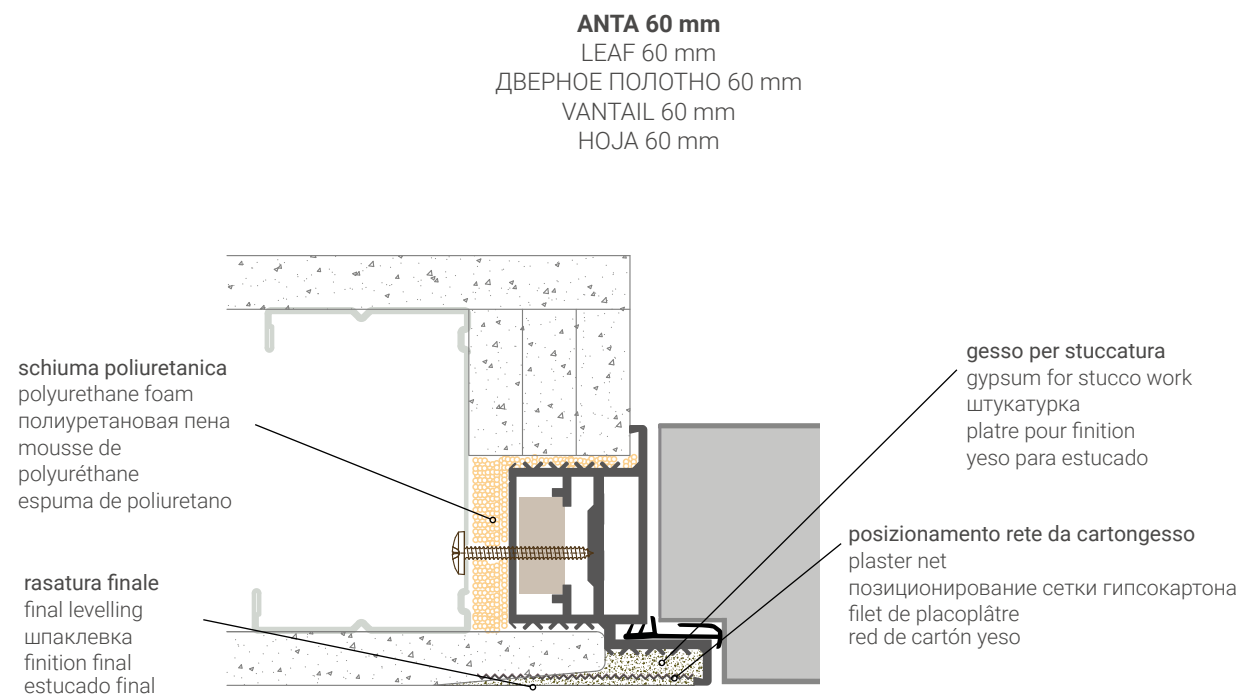 ANTA 60 mm
LEAF 60 mm
ДВЕРНОЕ ПОЛОТНО 60 mm
VANTAIL 60 mm
HOJA 60 mm
schiuma poliuretanica
polyurethane foam
полиуретановая пена
mousse de
polyuréthane
espuma de poliuretano
rasatura finale
final levelling
шпаклевка
finition final
estucado final
gesso per stuccatura
gypsum for stucco work
штукатурка
platre pour finition
yeso para estucado
posizionamento rete da cartongesso
plaster net
позиционирование сетки гипсокартона
filet de placoplâtre
red de cartón yeso